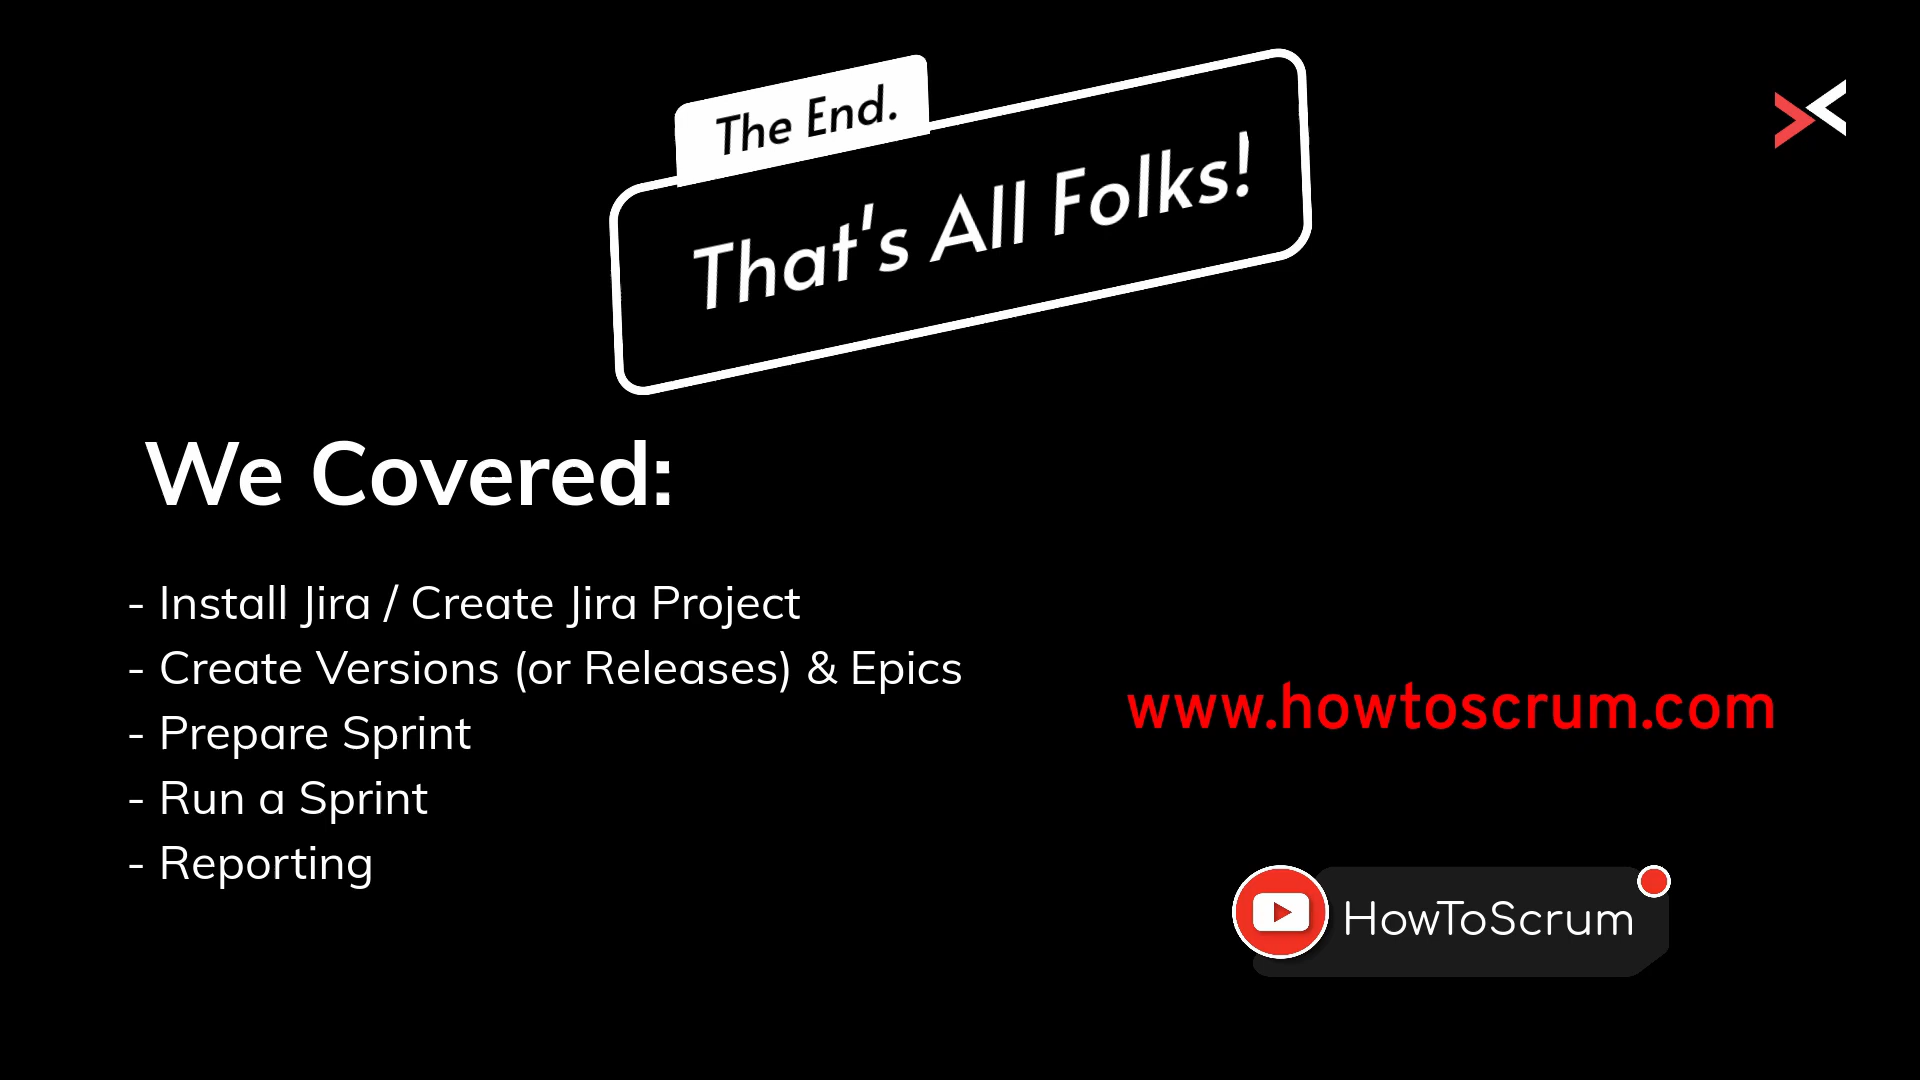 The End.
That's All Folks!
We Covered:
- Install Jira / Create Jira Project
- Create Versions (or Releases) & Epics
- Prepare Sprint
- Run a Sprint
- Reporting
www.howtoscrum.com
HowToScrum